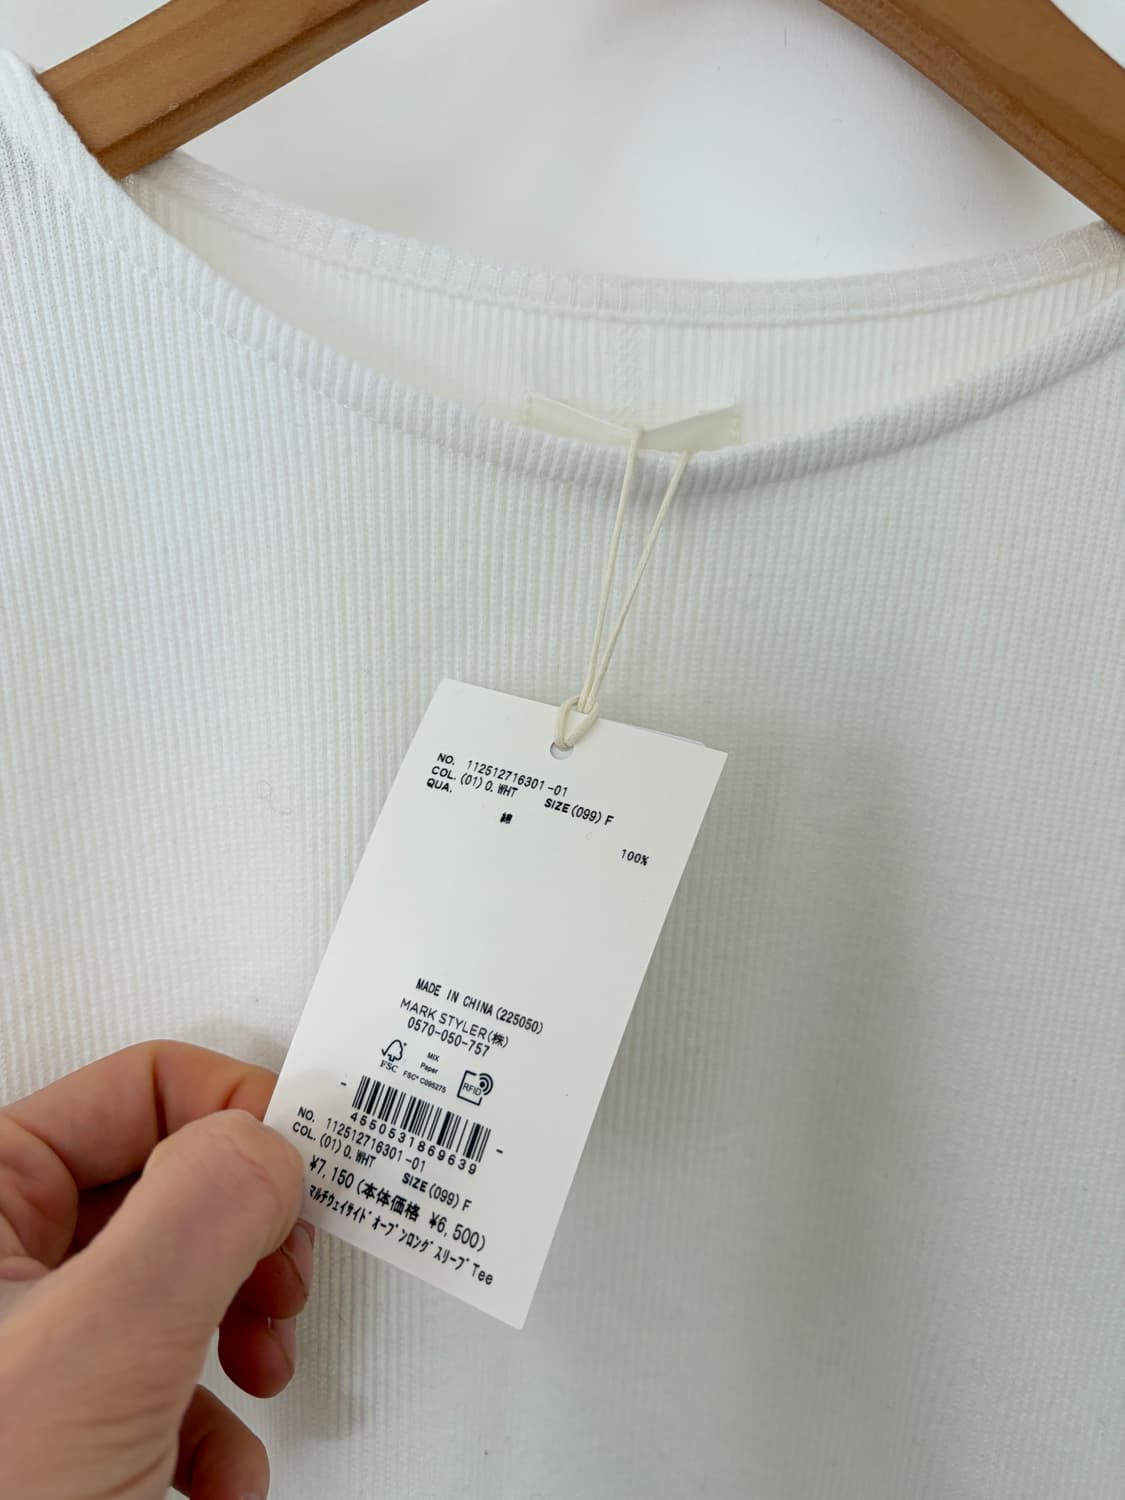 NO. 112512716301-01
COL. (01) O.WHT SIZE (099) F
QUA.
綿
100%
MADE IN CHINA (225050)
MARK STYLER(株)
0570-050-757
FSC
MIX
Paper
FSC® C095275
RFID
4550531869639
NO. 112512716301-01
COL. (01) O.WHT SIZE (099) F
¥7,150 (本体価格 ¥6,500)
ﾏﾙﾁｳｪｲｻｲﾄﾞｵｰﾌﾟﾝﾛﾝｸﾞｽﾘｰﾌﾞTee